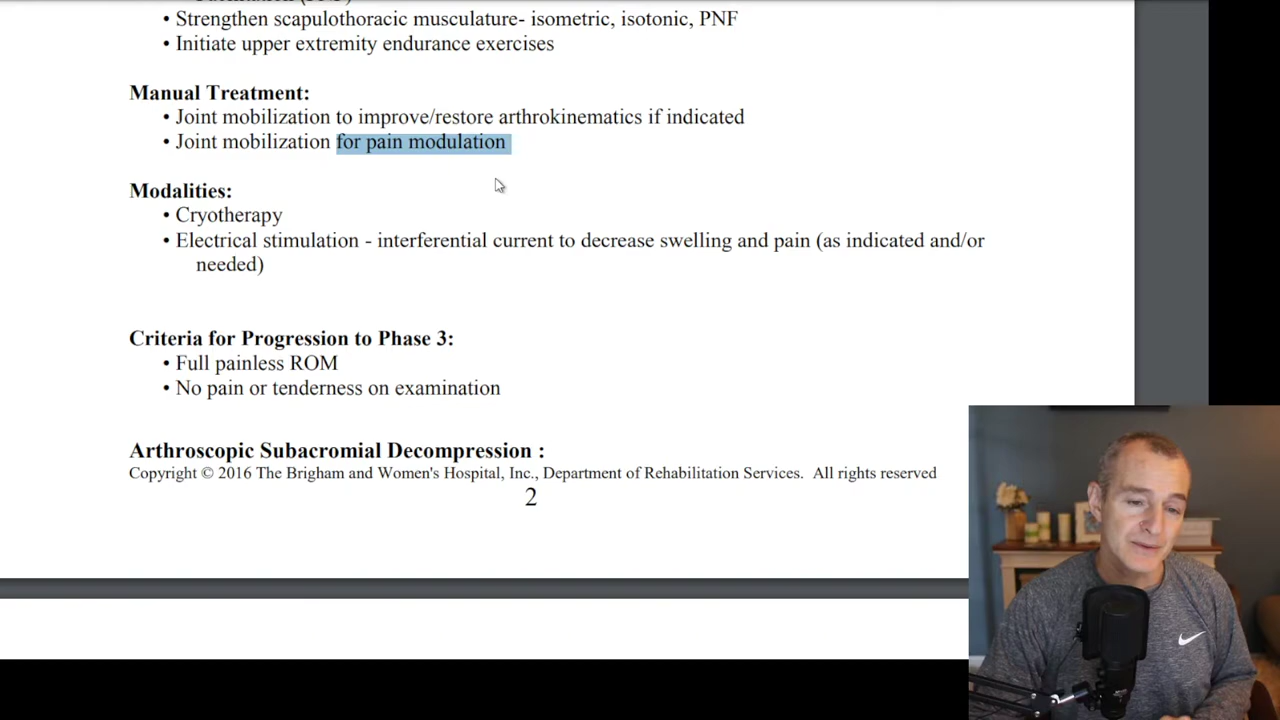 • Strengthen scapulothoracic musculature- isometric, isotonic, PNF
• Initiate upper extremity endurance exercises
Manual Treatment:
• Joint mobilization to improve/restore arthrokinematics if indicated
• Joint mobilization for pain modulation
Modalities:
• Cryotherapy
• Electrical stimulation - interferential current to decrease swelling and pain (as indicated and/or
needed)
Criteria for Progression to Phase 3:
• Full painless ROM
• No pain or tenderness on examination
Arthroscopic Subacromial Decompression :
Copyright © 2016 The Brigham and Women's Hospital, Inc., Department of Rehabilitation Services.  All rights reserved
2